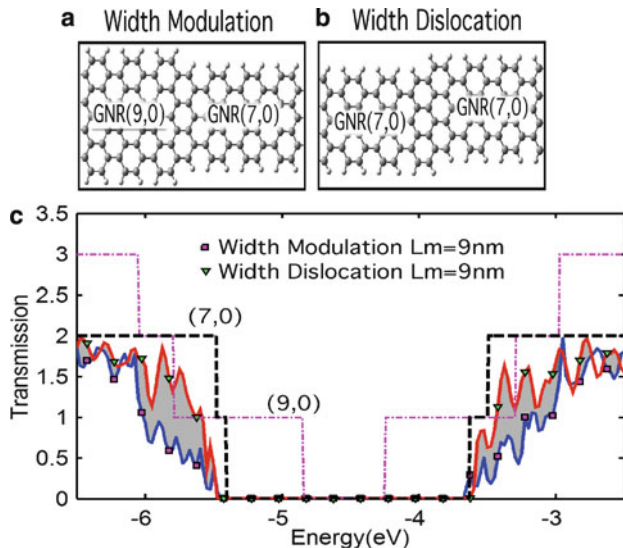 a
Width Modulation
GNR(9,0)
GNR(7,0)
b
Width Dislocation
GNR(7,0)
GNR(7,0)
c
3.5
3
2.5
2
1.5
1
0.5
0
Transmission
Width Modulation Lm=9nm
Width Dislocation Lm=9nm
(7,0)
(9,0)
-6
-5
-4
-3
Energy(eV)